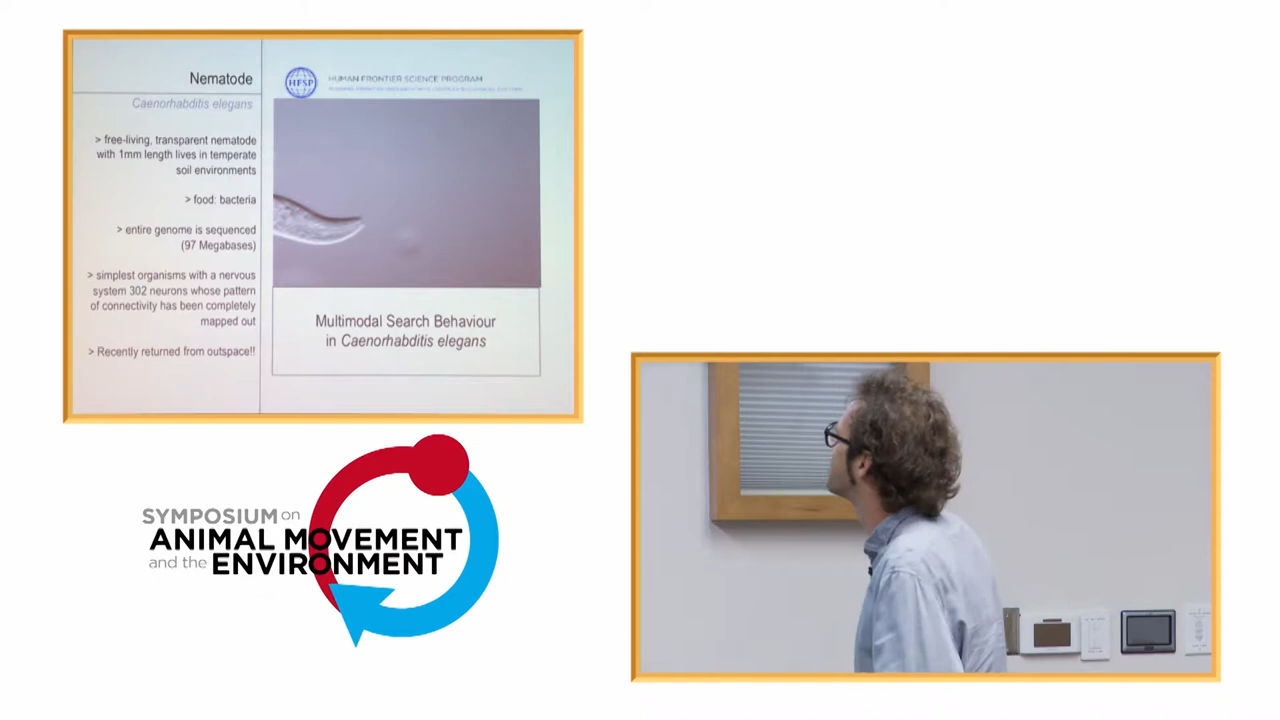 Nematode
Caenorhabditis elegans
> free-living, transparent nematode
with 1mm length lives in temperate
soil environments
> food: bacteria
> entire genome is sequenced
(97 Megabases)
> simplest organisms with a nervous
system 302 neurons whose pattern
of connectivity has been completely
mapped out
> Recently returned from outspace!!
HFSP
HUMAN FRONTIER SCIENCE PROGRAM
Multimodal Search Behaviour
in Caenorhabditis elegans
SYMPOSIUM on
ANIMAL MOVEMENT
and the ENVIRONMENT